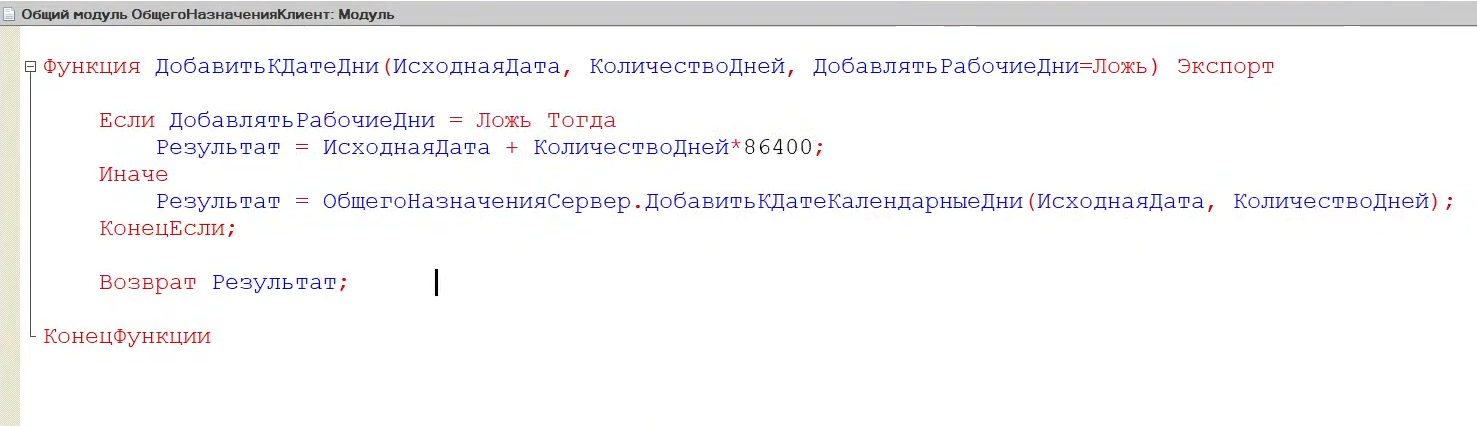 Общий модуль ОбщегоНазначенияКлиент: Модуль
Функция ДобавитьКДатеДни(ИсходнаяДата, КоличествоДней, ДобавлятьРабочиеДни=Ложь) Экспорт
Если ДобавлятьРабочиеДни = Ложь Тогда
Результат = ИсходнаяДата + КоличествоДней*86400;
Иначе
Результат = ОбщегоНазначенияСервер.ДобавитьКДатеКалендарныеДни(ИсходнаяДата, КоличествоДней);
КонецЕсли;
Возврат Результат;
КонецФункции